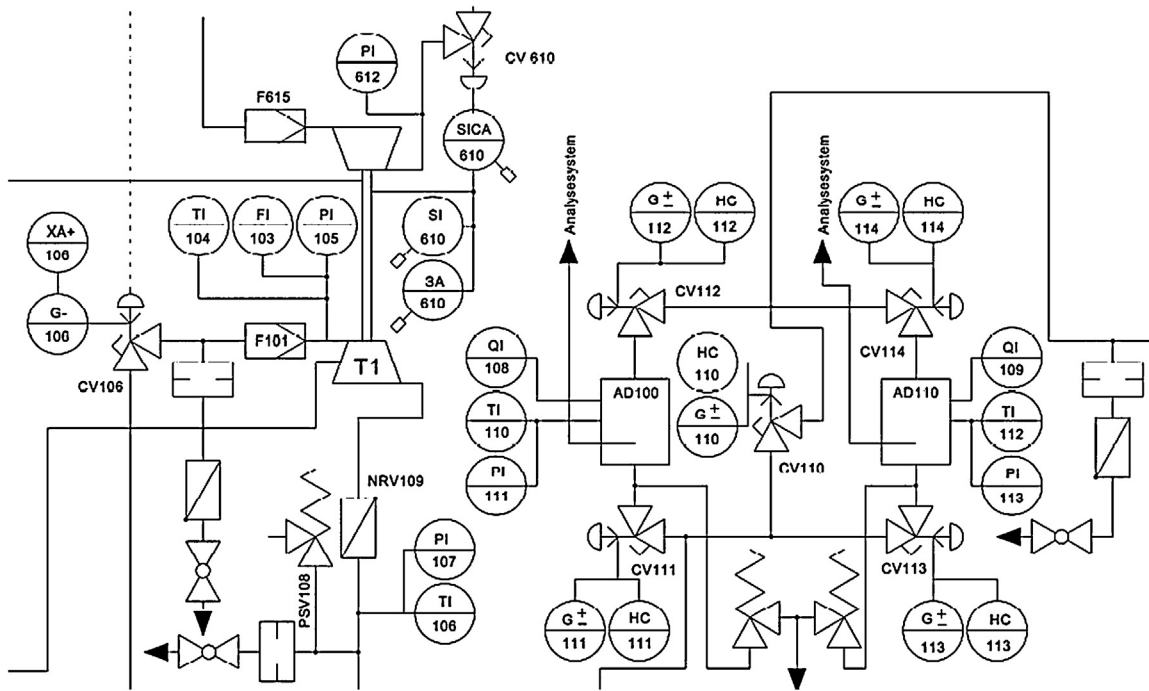 CV 610
PI
612
F615
SICA
610
Analysesystem
Analysesystem
G ±
112
HC
112
G ±
114
HC
114
TI
104
FI
103
PI
105
SI
610
XA+
106
3A
610
G-
106
CV112
F101
T1
CV106
CV114
HC
110
QI
108
QI
109
AD100
AD110
TI
110
G ±
110
TI
112
CV110
PI
111
PI
113
NRV109
PI
107
CV111
CV113
PSV108
TI
106
G ±
111
HC
111
G ±
113
HC
113